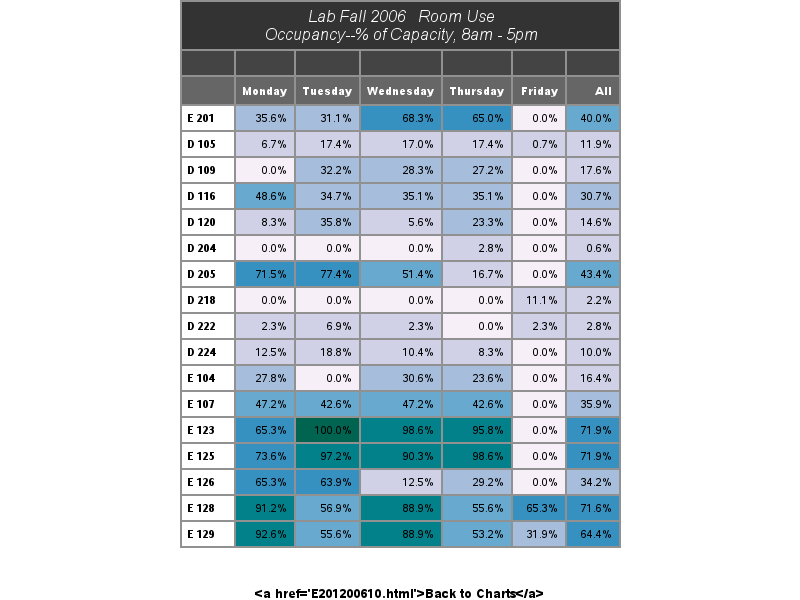 Lab Fall 2006   Room Use
Occupancy--% of Capacity, 8am - 5pm
Monday Tuesday Wednesday Thursday Friday All
E 201 35.6% 31.1% 68.3% 65.0% 0.0% 40.0%
D 105 6.7% 17.4% 17.0% 17.4% 0.7% 11.9%
D 109 0.0% 32.2% 28.3% 27.2% 0.0% 17.6%
D 116 48.6% 34.7% 35.1% 35.1% 0.0% 30.7%
D 120 8.3% 35.8% 5.6% 23.3% 0.0% 14.6%
D 204 0.0% 0.0% 0.0% 2.8% 0.0% 0.6%
D 205 71.5% 77.4% 51.4% 16.7% 0.0% 43.4%
D 218 0.0% 0.0% 0.0% 0.0% 11.1% 2.2%
D 222 2.3% 6.9% 2.3% 0.0% 2.3% 2.8%
D 224 12.5% 18.8% 10.4% 8.3% 0.0% 10.0%
E 104 27.8% 0.0% 30.6% 23.6% 0.0% 16.4%
E 107 47.2% 42.6% 47.2% 42.6% 0.0% 35.9%
E 123 65.3% 100.0% 98.6% 95.8% 0.0% 71.9%
E 125 73.6% 97.2% 90.3% 98.6% 0.0% 71.9%
E 126 65.3% 63.9% 12.5% 29.2% 0.0% 34.2%
E 128 91.2% 56.9% 88.9% 55.6% 65.3% 71.6%
E 129 92.6% 55.6% 88.9% 53.2% 31.9% 64.4%
<a href='E201200610.html'>Back to Charts</a>